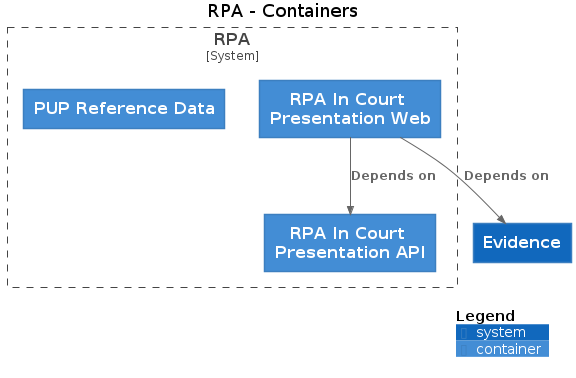 RPA - Containers
RPA
[System]
PUP Reference Data
RPA In Court
Presentation Web
Depends on
Depends on
RPA In Court
Presentation API
Evidence
Legend
system
container